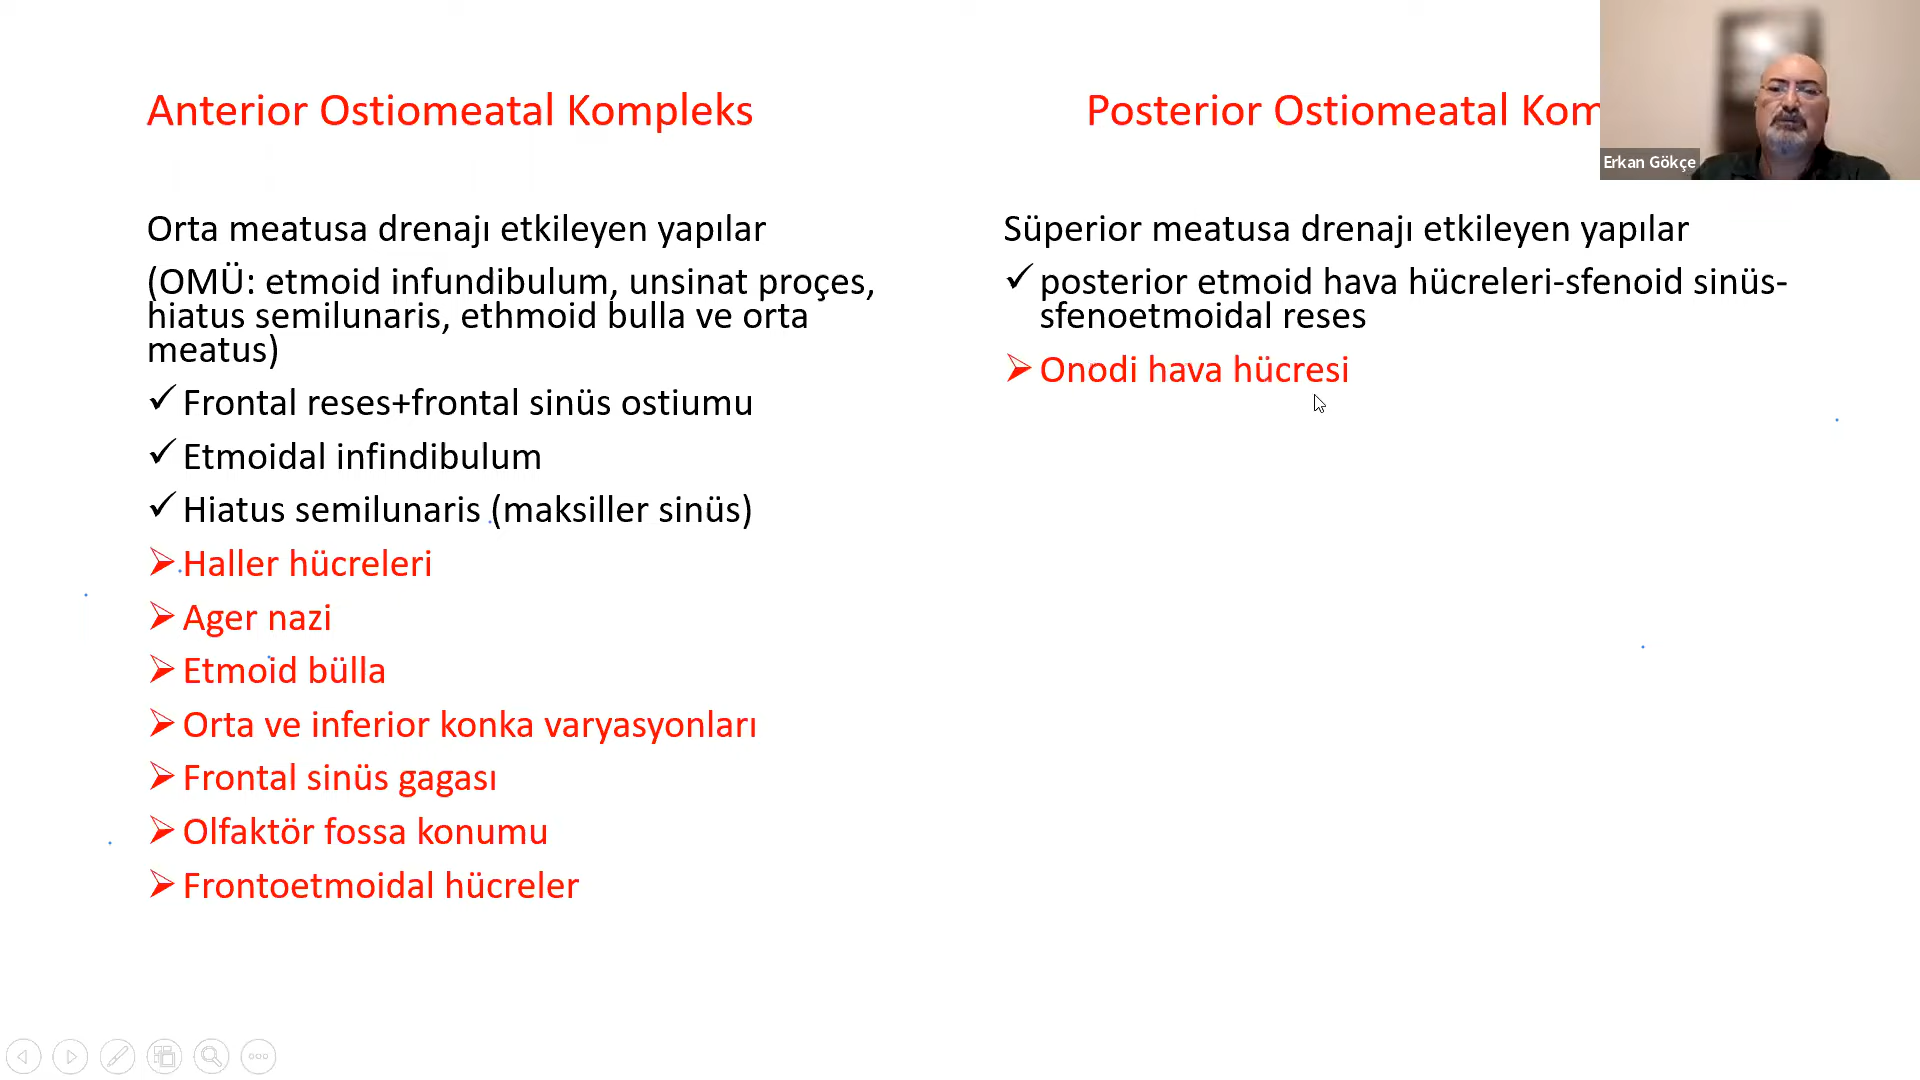 Anterior Ostiomeatal Kompleks
Orta meatusa drenajı etkileyen yapılar
(OMÜ: etmoid infundibulum, unsinat proçes,
hiatus semilunaris, ethmoid bulla ve orta
meatus)
Frontal reses+frontal sinüs ostiumu
Etmoidal infindibulum
Hiatus semilunaris (maksiller sinüs)
Haller hücreleri
Ager nazi
Etmoid bülla
Orta ve inferior konka varyasyonları
Frontal sinüs gagası
Olfaktör fossa konumu
Frontoetmoidal hücreler
Posterior Ostiomeatal Kom
Süperior meatusa drenajı etkileyen yapılar
posterior etmoid hava hücreleri-sfenoid sinüs-
sfenoetmoidal reses
Onodi hava hücresi
Erkan Gökçe